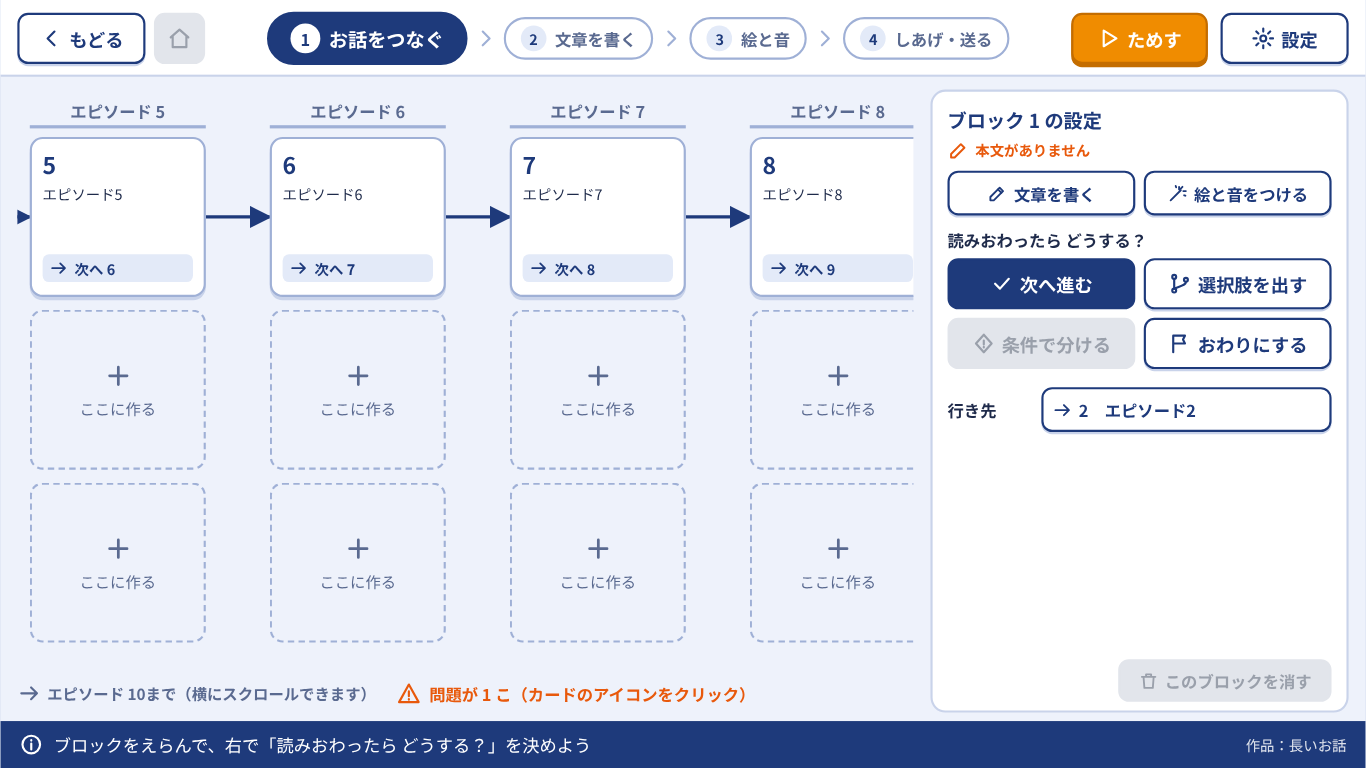 もどる
1 お話をつなぐ
2 文章を書く
3 絵と音
4 しあげ・送る
ためす
設定
エピソード 5
エピソード 6
エピソード 7
エピソード 8
5
エピソード5
次へ 6
6
エピソード6
次へ 7
7
エピソード7
次へ 8
8
エピソード8
次へ 9
ここに作る
ここに作る
ここに作る
ここに作る
ここに作る
ここに作る
ここに作る
ここに作る
エピソード 10まで（横にスクロールできます）
問題が 1 こ（カードのアイコンをクリック）
ブロック 1 の設定
本文がありません
文章を書く
絵と音をつける
読みおわったら どうする？
次へ進む
選択肢を出す
条件で分ける
おわりにする
行き先
2 エピソード2
このブロックを消す
ブロックをえらんで、右で「読みおわったら どうする？」を決めよう
作品：長いお話